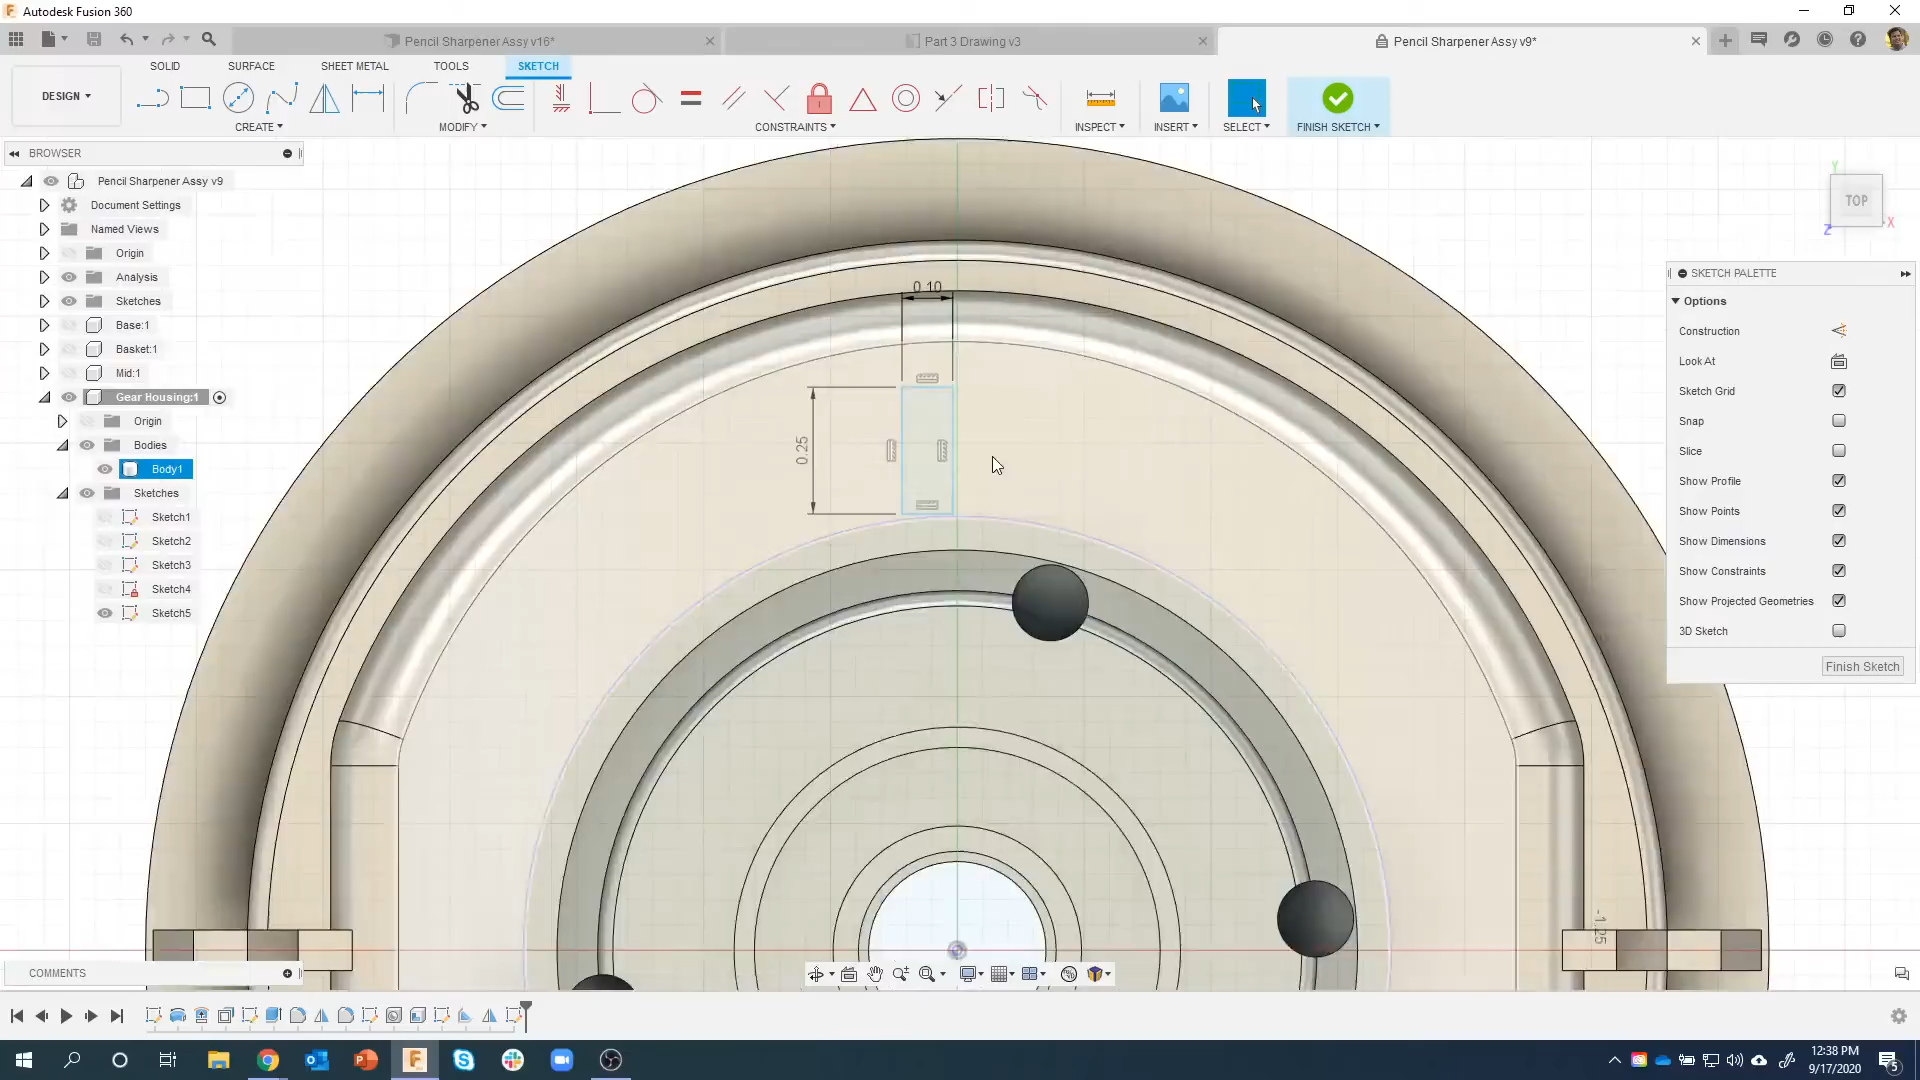 Autodesk Fusion 360
Pencil Sharpener Assy v16*
Part 3 Drawing v3
Pencil Sharpener Assy v9*
DESIGN
SOLID
SURFACE
SHEET METAL
TOOLS
SKETCH
CREATE
MODIFY
CONSTRAINTS
INSPECT
INSERT
SELECT
FINISH SKETCH
BROWSER
Pencil Sharpener Assy v9
Document Settings
Named Views
Origin
Analysis
Sketches
Base:1
Basket:1
Mid:1
Gear Housing:1
Origin
Bodies
Body1
Sketches
Sketch1
Sketch2
Sketch3
Sketch4
Sketch5
0.10
0.25
-1.25
Y
TOP
X
Z
SKETCH PALETTE
Options
Construction
Look At
Sketch Grid
Snap
Slice
Show Profile
Show Points
Show Dimensions
Show Constraints
Show Projected Geometries
3D Sketch
Finish Sketch
COMMENTS
12:38 PM
9/17/2020
5